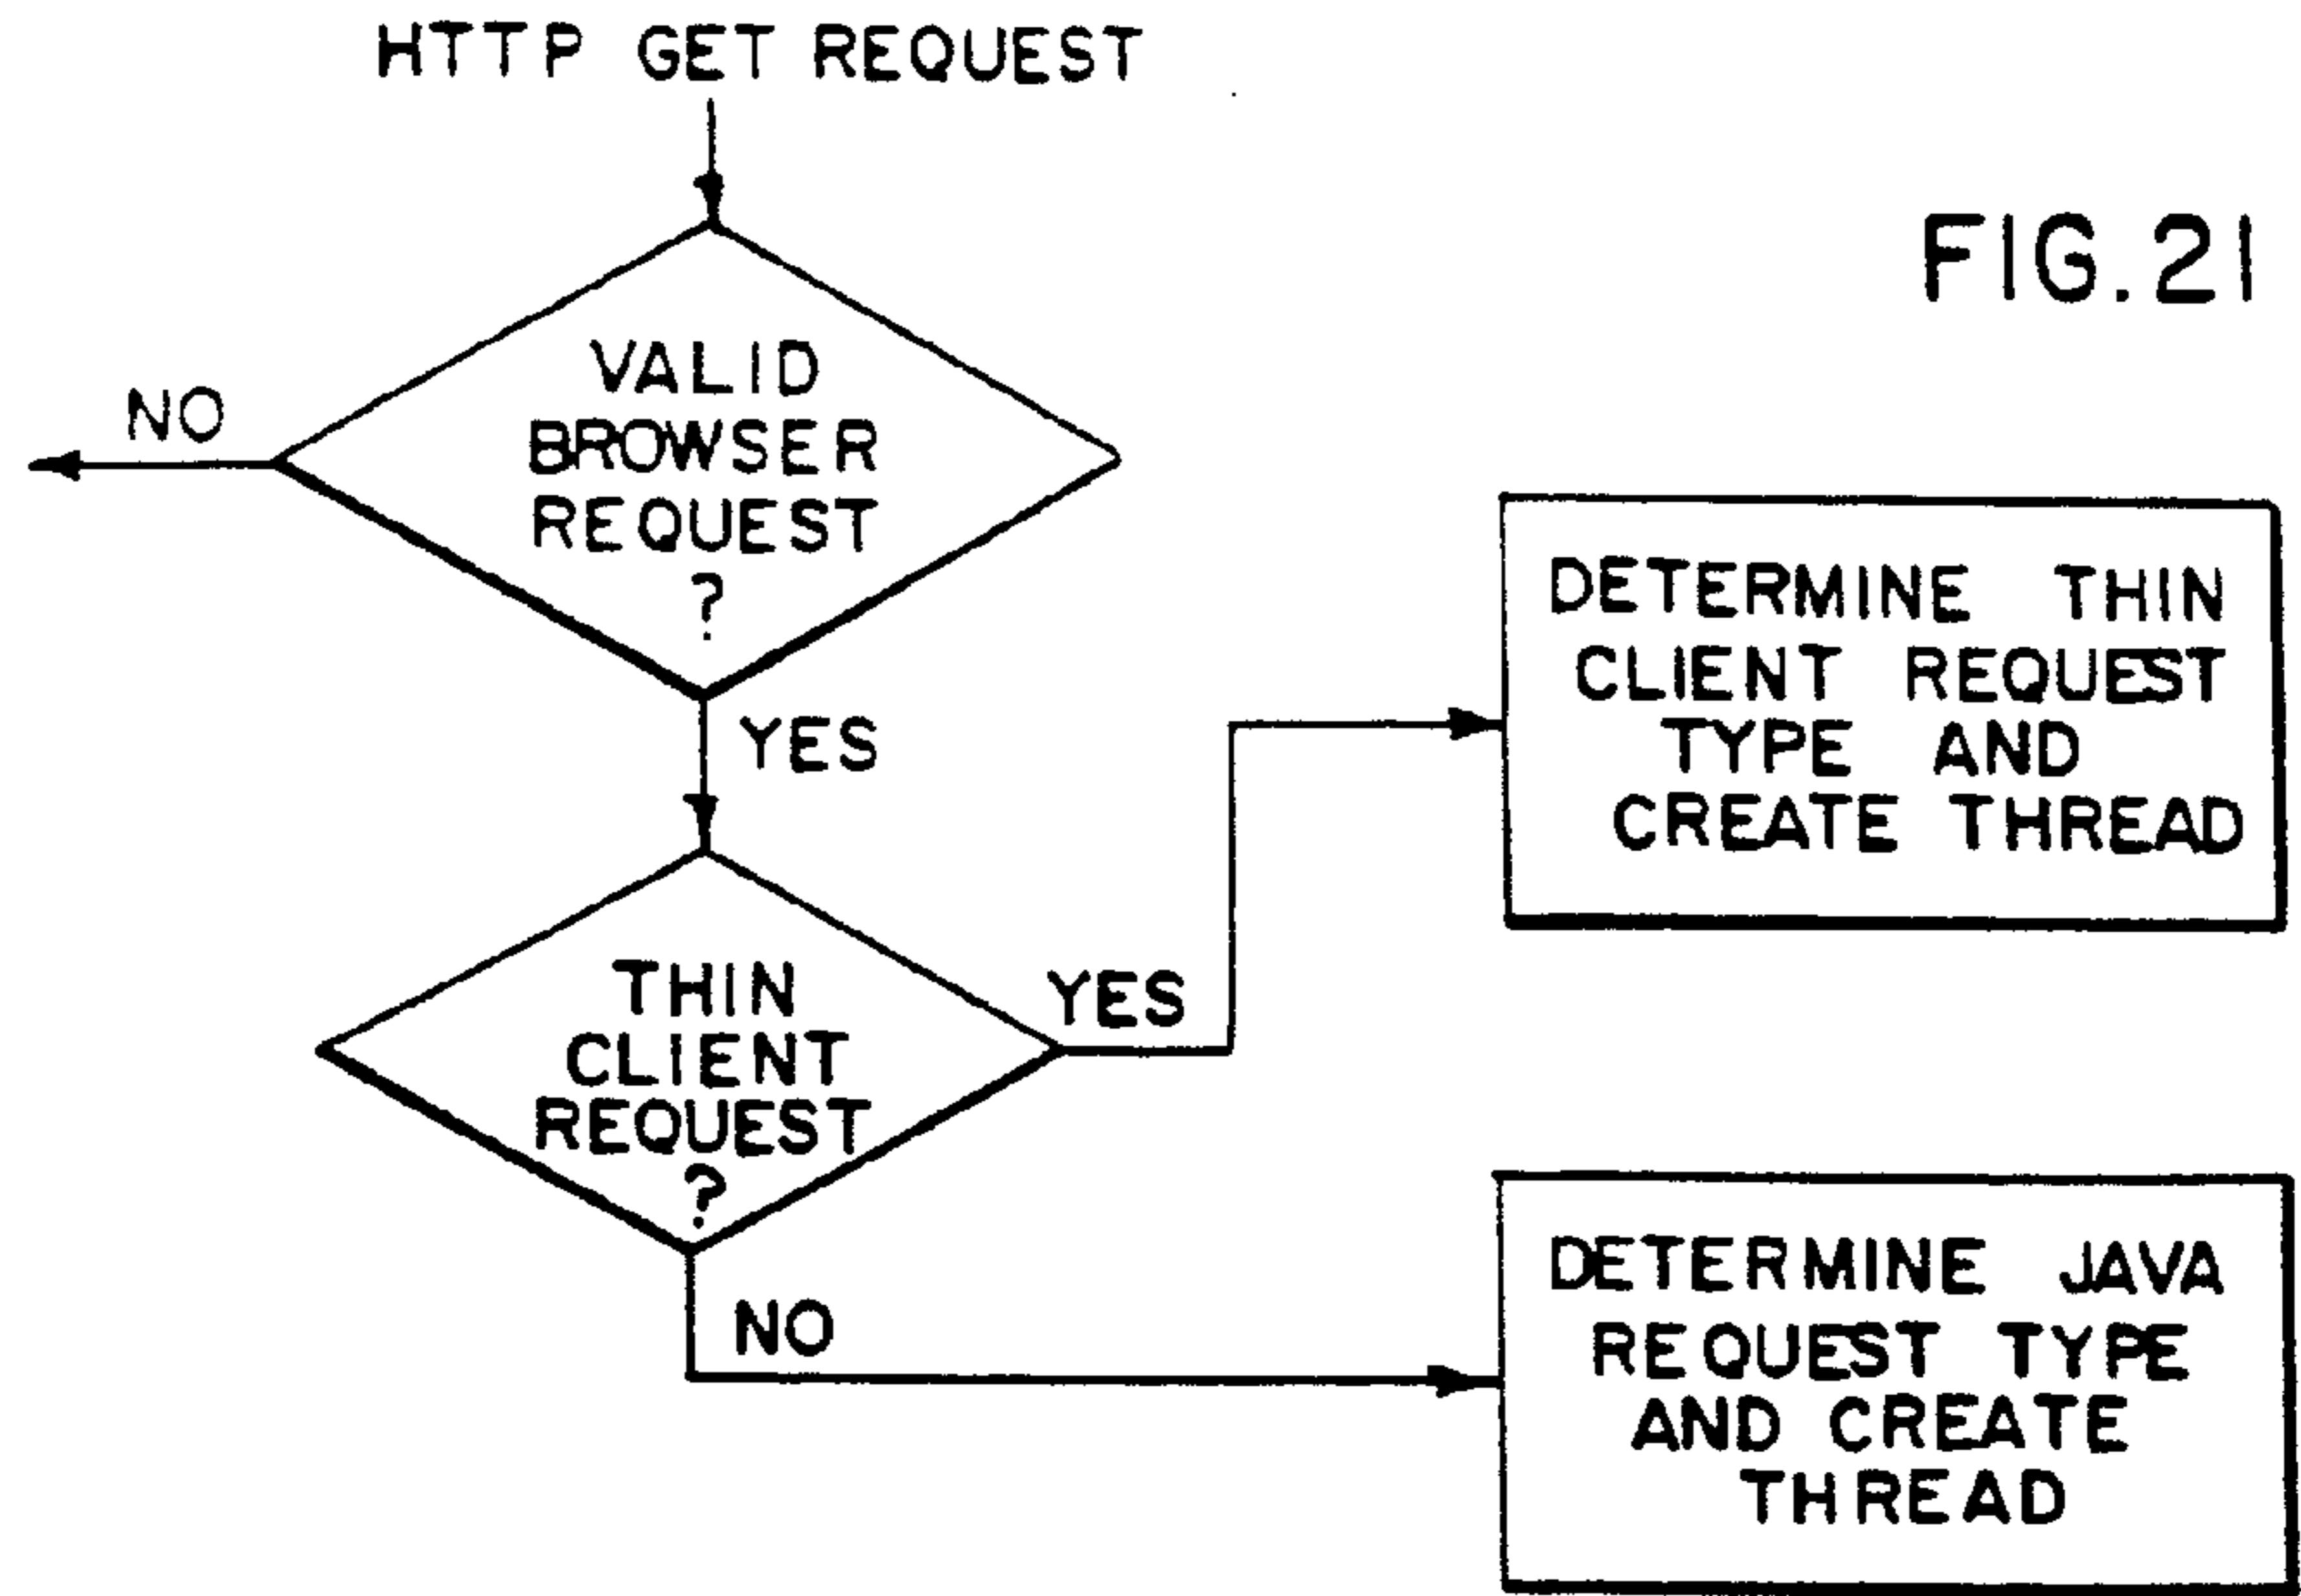 HTTP GET REQUEST
FIG.21
VALID
BROWSER
REQUEST
?
NO
YES
DETERMINE THIN
CLIENT REQUEST
TYPE AND
CREATE THREAD
THIN
CLIENT
REQUEST
?
YES
NO
DETERMINE JAVA
REQUEST TYPE
AND CREATE
THREAD